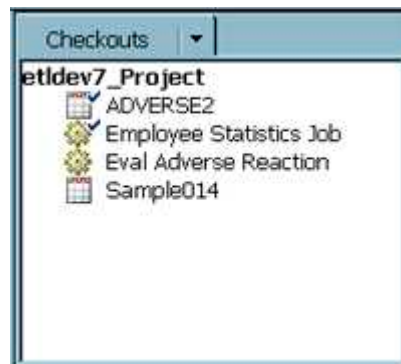 Checkouts
etldev7_Project
ADVERSE2
Employee Statistics Job
Eval Adverse Reaction
Sample014